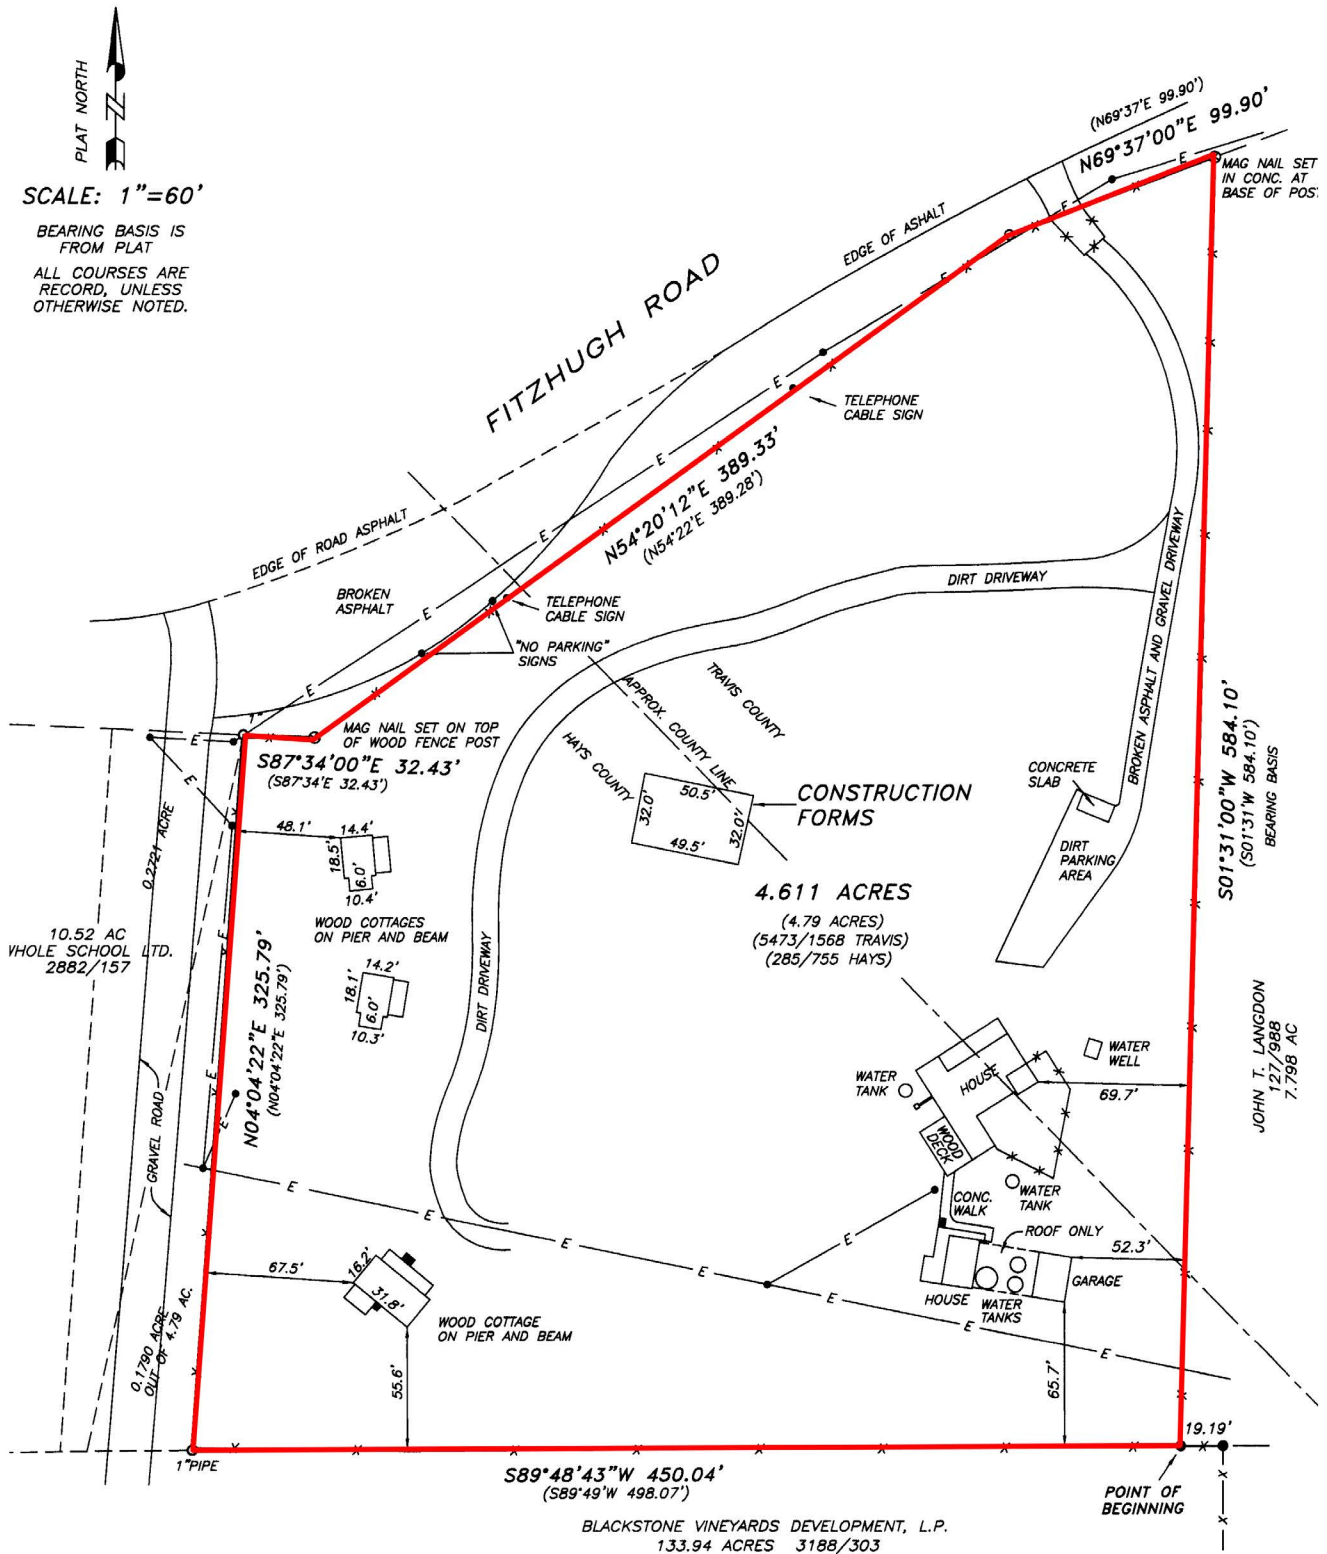 PLAT NORTH
N
SCALE: 1"=60'
BEARING BASIS IS
FROM PLAT
ALL COURSES ARE
RECORD, UNLESS
OTHERWISE NOTED.
(N69°37'E 99.90')
N69°37'00"E 99.90'
MAG NAIL SET
IN CONC. AT
BASE OF POST
EDGE OF ASHALT
FITZHUGH ROAD
TELEPHONE
CABLE SIGN
N54°20'12"E 389.33'
(N54°22'E 389.28')
EDGE OF ROAD ASPHALT
BROKEN
ASPHALT
TELEPHONE
CABLE SIGN
"NO PARKING"
SIGNS
DIRT DRIVEWAY
BROKEN ASPHALT AND GRAVEL DRIVEWAY
TRAVIS COUNTY
APPROX. COUNTY LINE
HAYS COUNTY
MAG NAIL SET ON TOP
OF WOOD FENCE POST
S87°34'00"E 32.43'
(S87°34'E 32.43')
S01°31'00"W 584.10'
(S01°31'W 584.10')
BEARING BASIS
50.5'
32.0'
32.0'
49.5'
CONSTRUCTION
FORMS
CONCRETE
SLAB
DIRT
PARKING
AREA
48.1'
14.4'
18.5'
6.0'
10.4'
WOOD COTTAGES
ON PIER AND BEAM
14.2'
18.1'
6.0'
10.3'
0.2721 ACRE
10.52 AC
WHOLE SCHOOL LTD.
2882/157
4.611 ACRES
(4.79 ACRES)
(5473/1568 TRAVIS)
(285/755 HAYS)
DIRT DRIVEWAY
N04°04'22"E 325.79'
(N04°04'22"E 325.79')
GRAVEL ROAD
JOHN T. LANGDON
127/988
7.798 AC
WATER
WELL
WATER
TANK
HOUSE
69.7'
WOOD
DECK
WATER
TANK
CONC.
WALK
ROOF ONLY
52.3'
GARAGE
HOUSE
WATER
TANKS
67.5'
16.2'
31.8'
WOOD COTTAGE
ON PIER AND BEAM
55.6'
65.7'
0.1790 ACRE
OUT OF 4.79 AC.
19.19'
1"PIPE
S89°48'43"W 450.04'
(S89°49'W 498.07')
POINT OF
BEGINNING
BLACKSTONE VINEYARDS DEVELOPMENT, L.P.
133.94 ACRES 3188/303